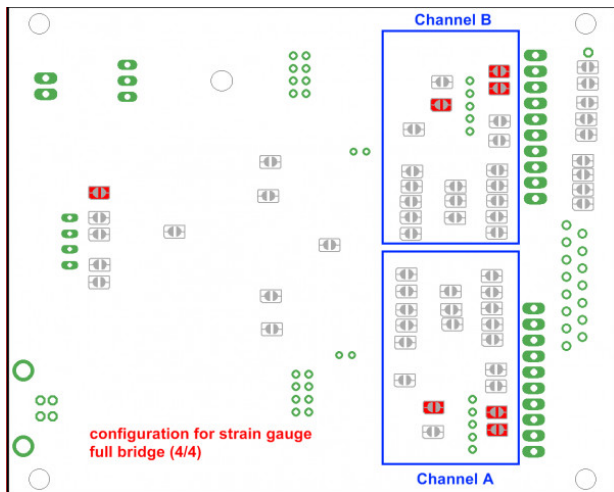 Channel B
configuration for strain gauge
full bridge (4/4)
Channel A